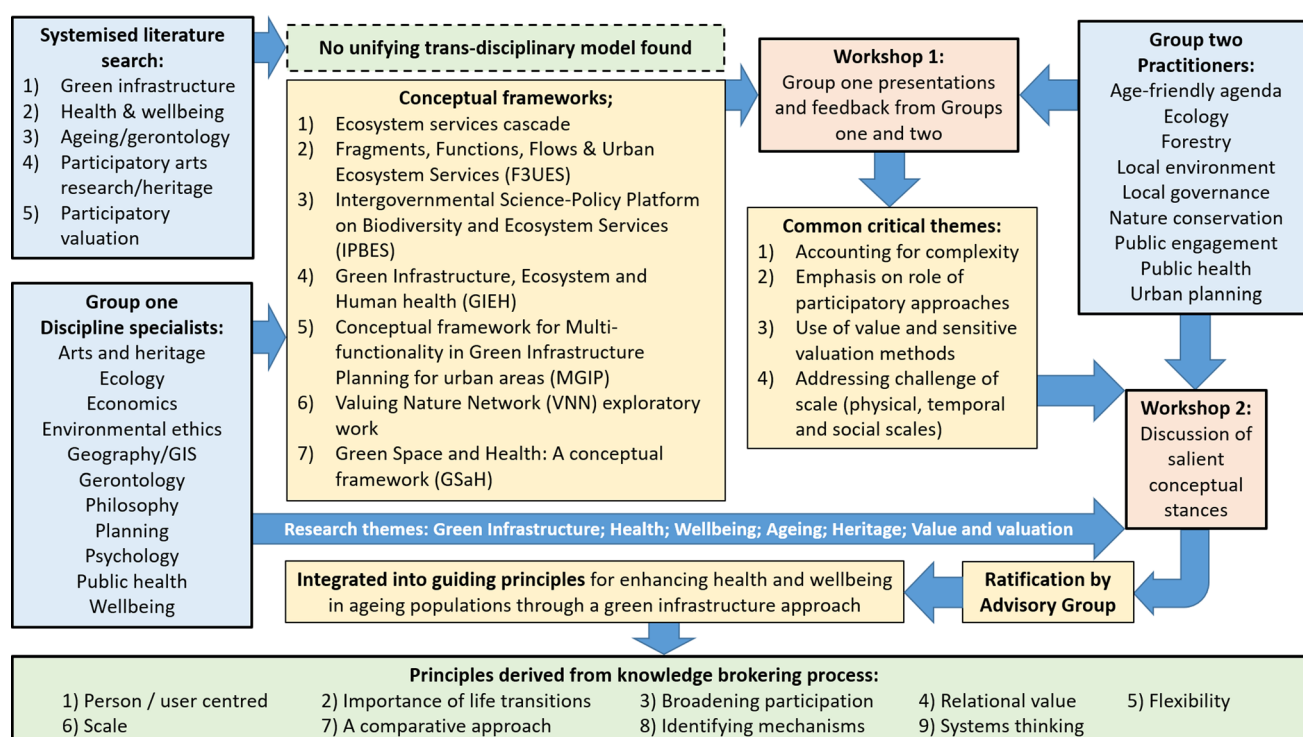 Systemised literature
search:
1) Green infrastructure
2) Health & wellbeing
3) Ageing/gerontology
4) Participatory arts
research/heritage
5) Participatory
valuation
Group one
Discipline specialists:
Arts and heritage
Ecology
Economics
Environmental ethics
Geography/GIS
Gerontology
Philosophy
Planning
Psychology
Public health
Wellbeing
No unifying trans-disciplinary model found
Conceptual frameworks;
1) Ecosystem services cascade
2) Fragments, Functions, Flows & Urban
Ecosystem Services (F3UES)
3) Intergovernmental Science-Policy Platform
on Biodiversity and Ecosystem Services
(IPBES)
4) Green Infrastructure, Ecosystem and
Human health (GIEH)
5) Conceptual framework for Multi-
functionality in Green Infrastructure
Planning for urban areas (MGIP)
6) Valuing Nature Network (VNN) exploratory
work
7) Green Space and Health: A conceptual
framework (GSaH)
Workshop 1:
Group one presentations
and feedback from Groups
one and two
Common critical themes:
1) Accounting for complexity
2) Emphasis on role of
participatory approaches
3) Use of value and sensitive
valuation methods
4) Addressing challenge of
scale (physical, temporal
and social scales)
Group two
Practitioners:
Age-friendly agenda
Ecology
Forestry
Local environment
Local governance
Nature conservation
Public engagement
Public health
Urban planning
Workshop 2:
Discussion of
salient
conceptual
stances
Research themes: Green Infrastructure; Health; Wellbeing; Ageing; Heritage; Value and valuation
Ratification by
Advisory Group
Integrated into guiding principles for enhancing health and wellbeing
in ageing populations through a green infrastructure approach
Principles derived from knowledge brokering process:
1) Person / user centred 2) Importance of life transitions 3) Broadening participation 4) Relational value 5) Flexibility
6) Scale 7) A comparative approach 8) Identifying mechanisms 9) Systems thinking